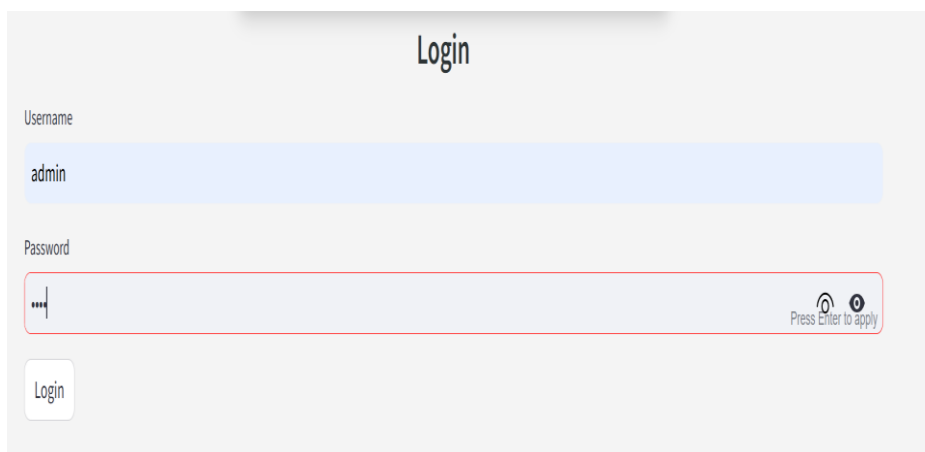 Login
Username
admin
Password
••••
Press Enter to apply
Login